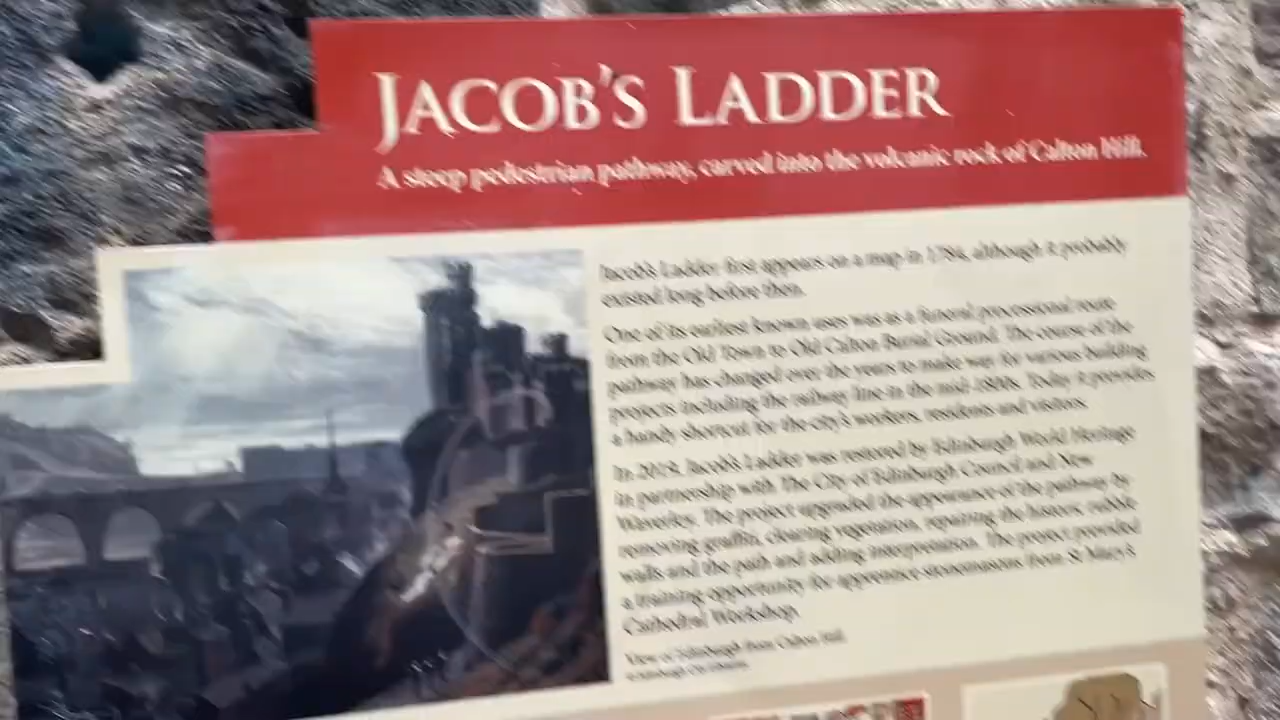 JACOB'S LADDER
A steep pedestrian pathway, carved into the volcanic rock of Calton Hill.
Jacob's Ladder first appears on a map in 1784, although it probably
existed long before then.
One of its earliest known uses was as a funeral processional route
from the Old Town to Old Calton Burial Ground. The course of the
pathway has changed over the years to make way for various building
projects including the railway line in the mid-1800s. Today it provides
a handy shortcut for the city's workers, residents and visitors.
In 2018, Jacob's Ladder was restored by Edinburgh World Heritage
in partnership with The City of Edinburgh Council and New
Waverley. The project upgraded the appearance of the pathway by
removing graffiti, clearing vegetation, repairing the historic rubble
walls and the path and adding interpretation. The project provided
a training opportunity for apprentice stonemasons from St Mary's
Cathedral Workshop.
View of Edinburgh from Calton Hill